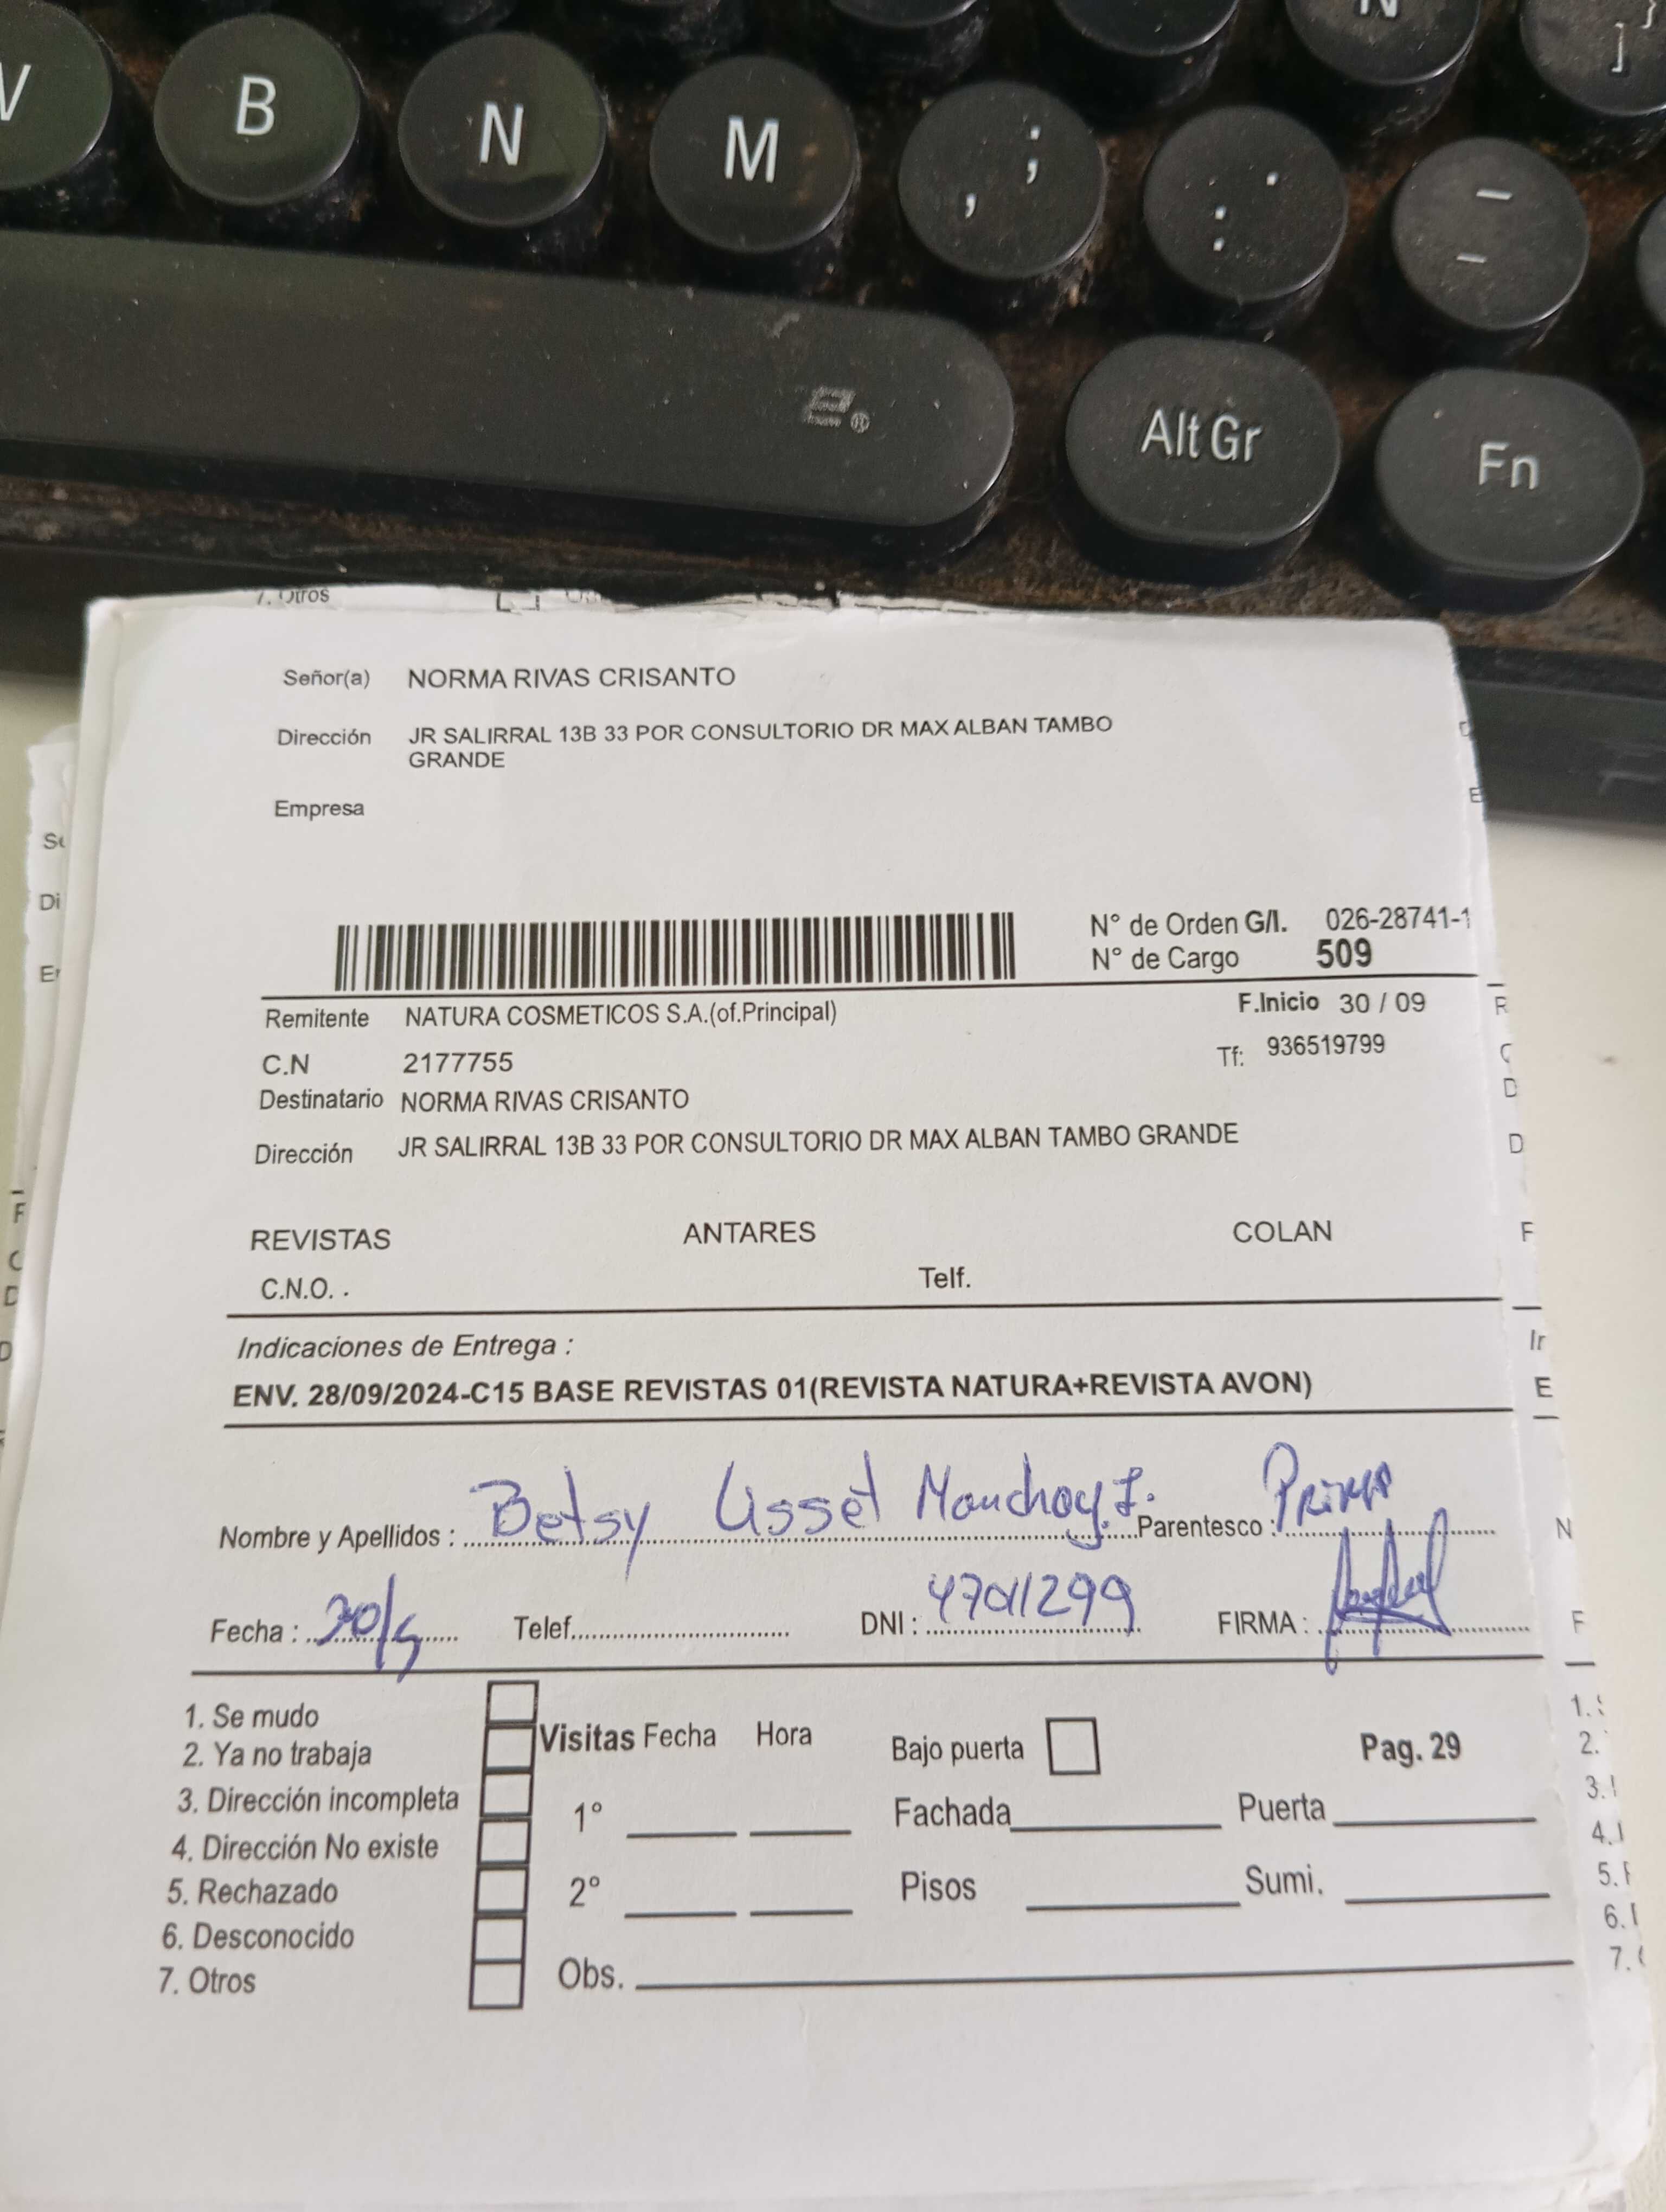 V B N M ; , : . _ -
N } ]
Alt Gr Fn
7. Otros
Señor(a) NORMA RIVAS CRISANTO
Dirección JR SALIRRAL 13B 33 POR CONSULTORIO DR MAX ALBAN TAMBO
GRANDE
Empresa
N° de Orden G/I. 026-28741-1
N° de Cargo 509
Remitente NATURA COSMETICOS S.A.(of.Principal) F.Inicio 30 / 09
C.N 2177755 Tf: 936519799
Destinatario NORMA RIVAS CRISANTO
Dirección JR SALIRRAL 13B 33 POR CONSULTORIO DR MAX ALBAN TAMBO GRANDE
REVISTAS ANTARES COLAN
C.N.O. . Telf.
Indicaciones de Entrega :
ENV. 28/09/2024-C15 BASE REVISTAS 01(REVISTA NATURA+REVISTA AVON)
Nombre y Apellidos : Betsy Lisset Parentesco : Prima
Fecha : 30/9 Telef. DNI : 47011299 FIRMA :
1. Se mudo
2. Ya no trabaja
3. Dirección incompleta
4. Dirección No existe
5. Rechazado
6. Desconocido
7. Otros
Visitas Fecha Hora Bajo puerta Pag. 29
1° Fachada Puerta
2° Pisos Sumi.
Obs.